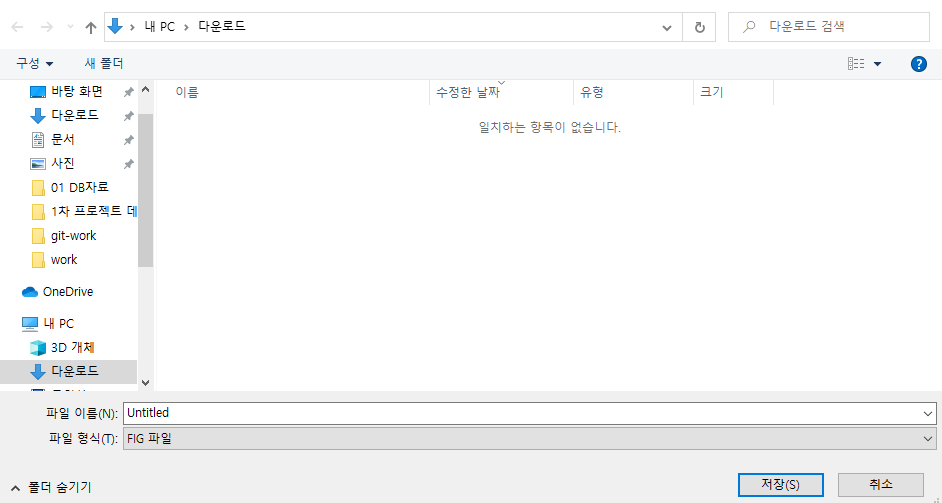 내 PC > 다운로드
다운로드 검색
구성
새 폴더
바탕 화면
다운로드
문서
사진
01 DB자료
1차 프로젝트 데
git-work
work
OneDrive
내 PC
3D 개체
다운로드
이름
수정한 날짜
유형
크기
일치하는 항목이 없습니다.
파일 이름(N):
Untitled
파일 형식(T):
FIG 파일
폴더 숨기기
저장(S)
취소